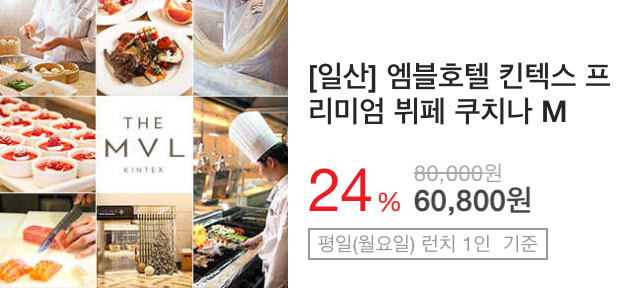 THE
MVL
KINTEX
[일산] 엠블호텔 킨텍스 프
리미엄 뷔페 쿠치나 M
24% 80,000원
60,800원
평일(월요일) 런치 1인 기준